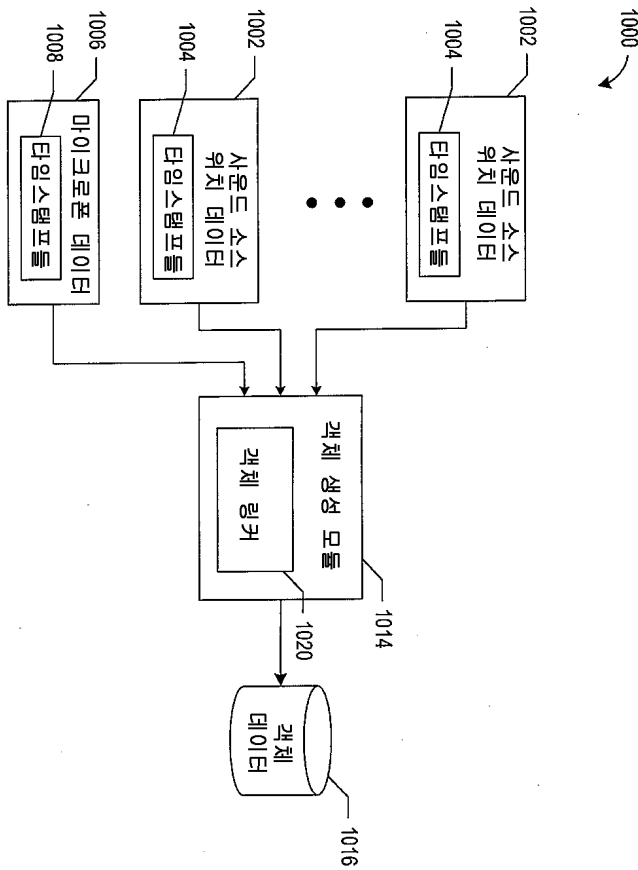 1000
1002
사운드 소스
위치 데이터
타임스탬프들
1004
1002
사운드 소스
위치 데이터
타임스탬프들
1004
1006
마이크로폰 데이터
타임스탬프들
1008
객체 생성 모듈
객체 링커
1014
1020
객체
데이터
1016